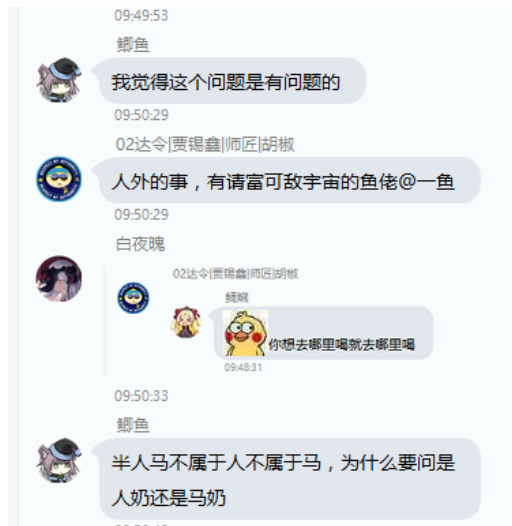 09:49:53
鲫鱼
我觉得这个问题是有问题的
09:50:29
02达令|贾锡鑫|师匠|胡椒
人外的事，有请富可敌宇宙的鱼佬@一鱼
09:50:29
白夜魄
02达令|贾锡鑫|师匠|胡椒
你想去哪里喝就去哪里喝
09:48:31
09:50:33
鲫鱼
半人马不属于人不属于马，为什么要问是
人奶还是马奶